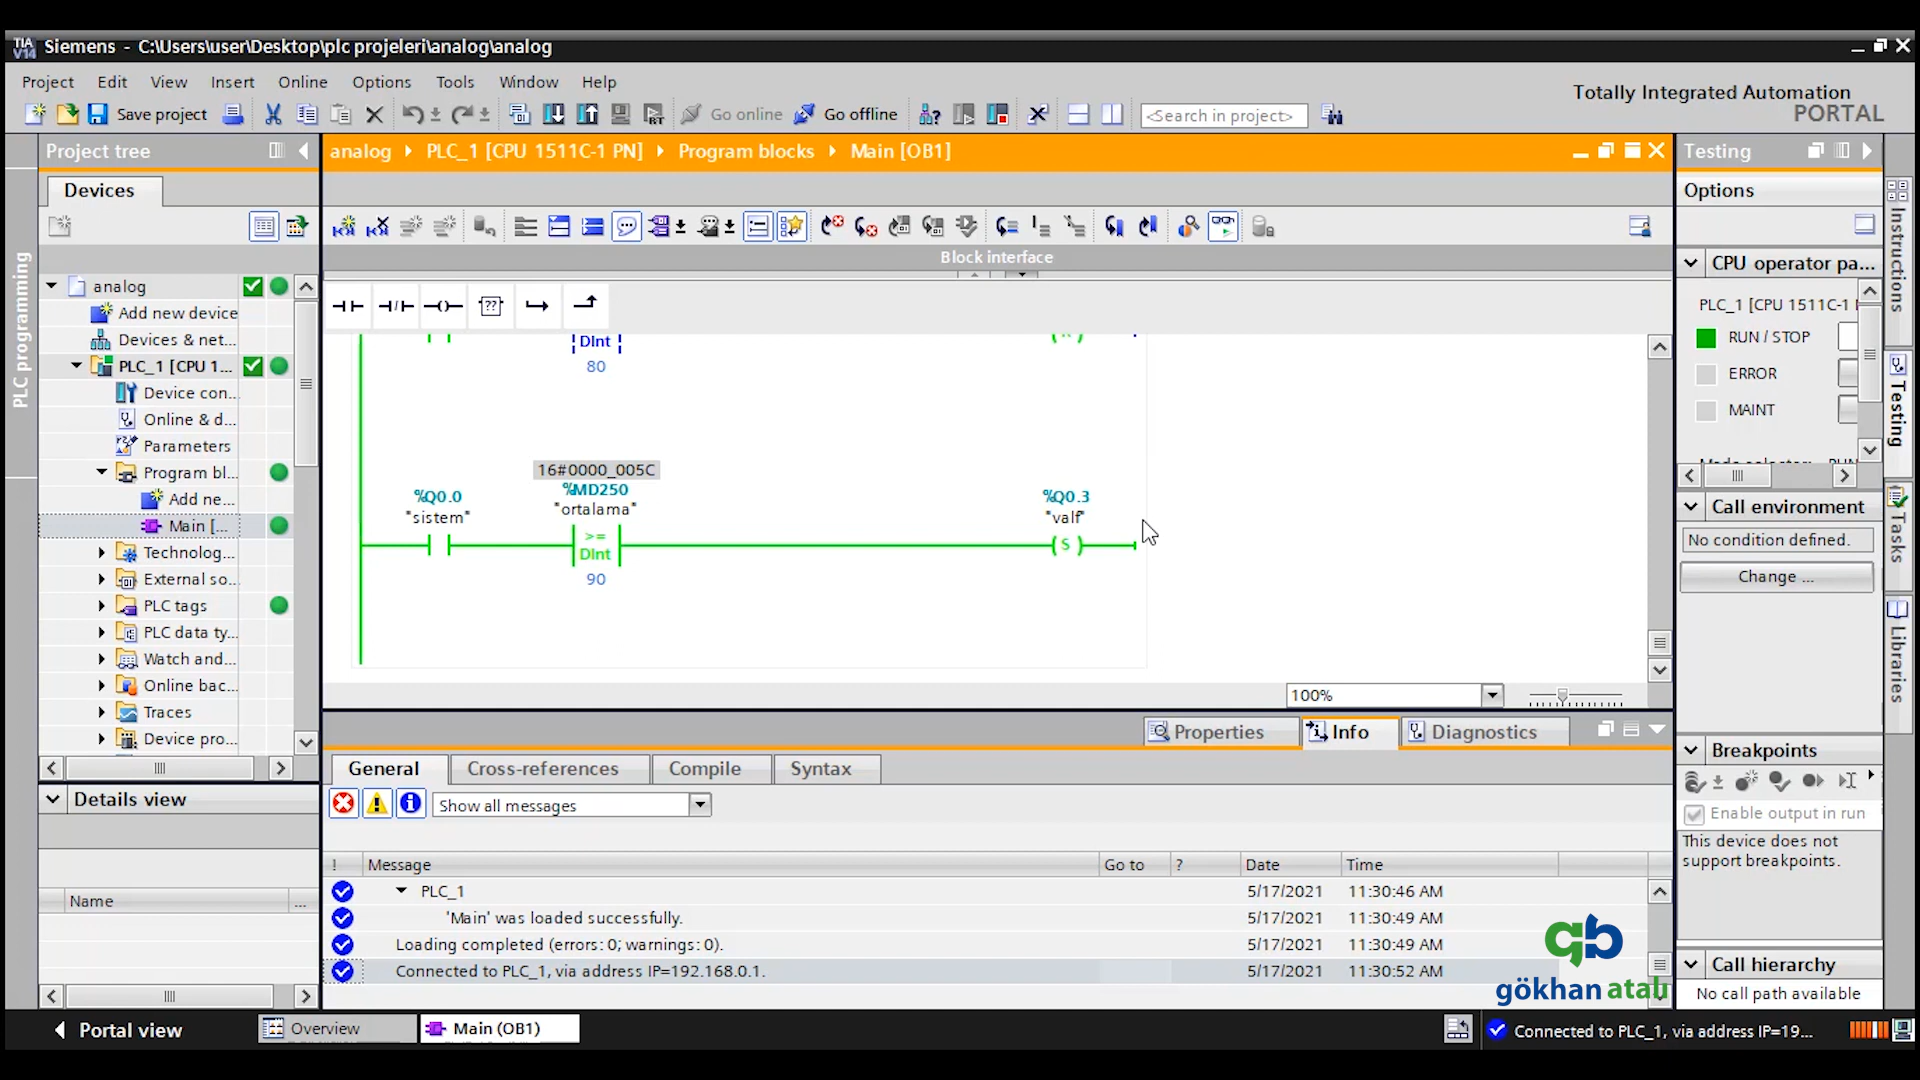 TIA V14 Siemens - C:\Users\user\Desktop\plc projeleri\analog\analog
Project Edit View Insert Online Options Tools Window Help
Totally Integrated Automation
PORTAL
Save project Go online Go offline <Search in project>
Project tree
analog PLC_1 [CPU 1511C-1 PN] Program blocks Main [OB1]
Testing
Devices
Options
PLC programming
Block interface
CPU operator pa...
analog
Add new device
Devices & net...
PLC_1 [CPU 1...
Device con...
Online & d...
Parameters
Program bl...
Add ne...
Main [...
Technolog...
External so...
PLC tags
PLC data ty...
Watch and...
Online bac...
Traces
Device pro...
Details view
Name ...
??
DInt
80
16#0000_005C
%Q0.0 %MD250 %Q0.3
"sistem" "ortalama" "valf"
>=
DInt
S
90
100%
PLC_1 [CPU 1511C-1
RUN / STOP
ERROR
MAINT
Call environment
No condition defined.
Change ...
Breakpoints
Enable output in run
This device does not
support breakpoints.
Call hierarchy
No call path available
Instructions
Testing
Tasks
Libraries
Properties Info Diagnostics
General Cross-references Compile Syntax
Show all messages
! Message Go to ? Date Time
PLC_1 5/17/2021 11:30:46 AM
'Main' was loaded successfully. 5/17/2021 11:30:49 AM
Loading completed (errors: 0; warnings: 0). 5/17/2021 11:30:49 AM
Connected to PLC_1, via address IP=192.168.0.1. 5/17/2021 11:30:52 AM
gökhan atalı
Portal view Overview Main (OB1) Connected to PLC_1, via address IP=19...